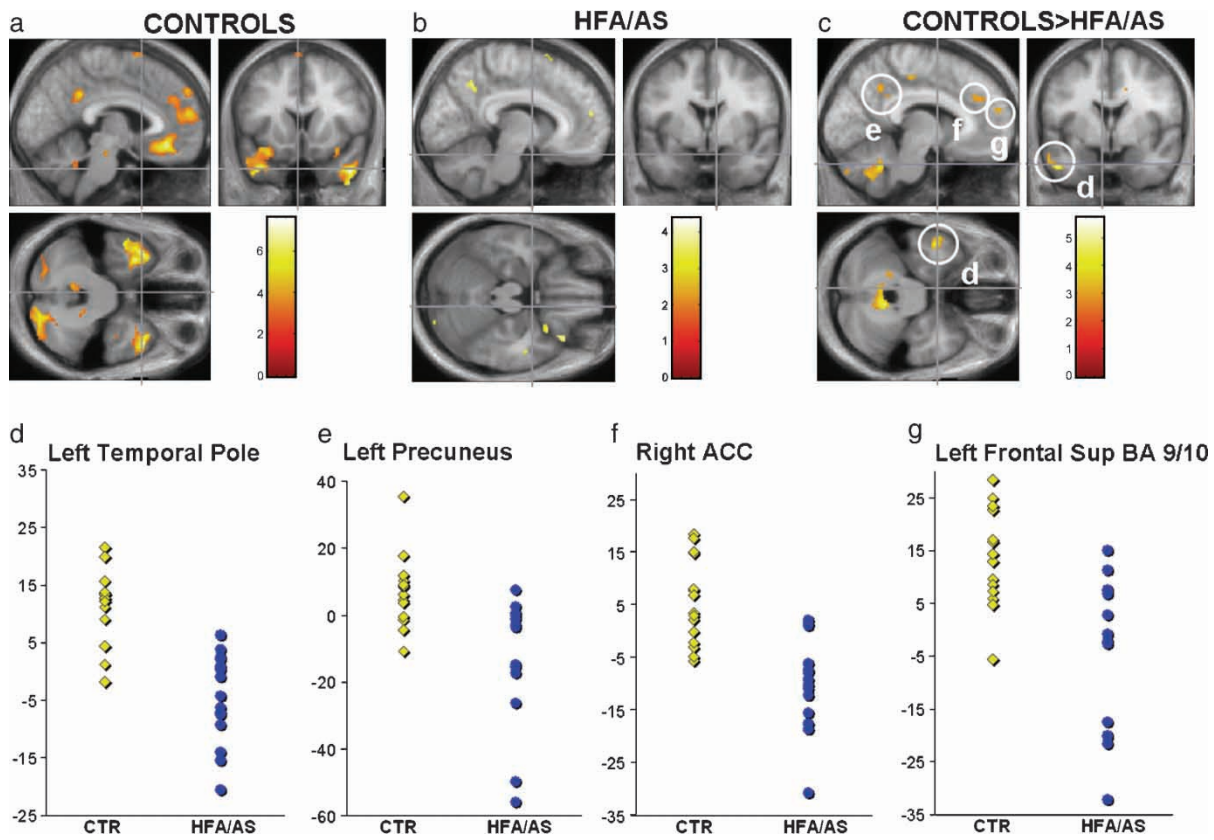 a
CONTROLS
b
HFA/AS
c
CONTROLS>HFA/AS
e
f
g
d
6
4
2
0
4
3
2
1
0
d
5
4
3
2
1
0
d
Left Temporal Pole
35
25
15
5
-5
-15
-25
CTR
HFA/AS
e
Left Precuneus
40
20
0
-20
-40
-60
CTR
HFA/AS
f
Right ACC
25
15
5
-5
-15
-25
-35
CTR
HFA/AS
g
Left Frontal Sup BA 9/10
25
15
5
-5
-15
-25
-35
CTR
HFA/AS